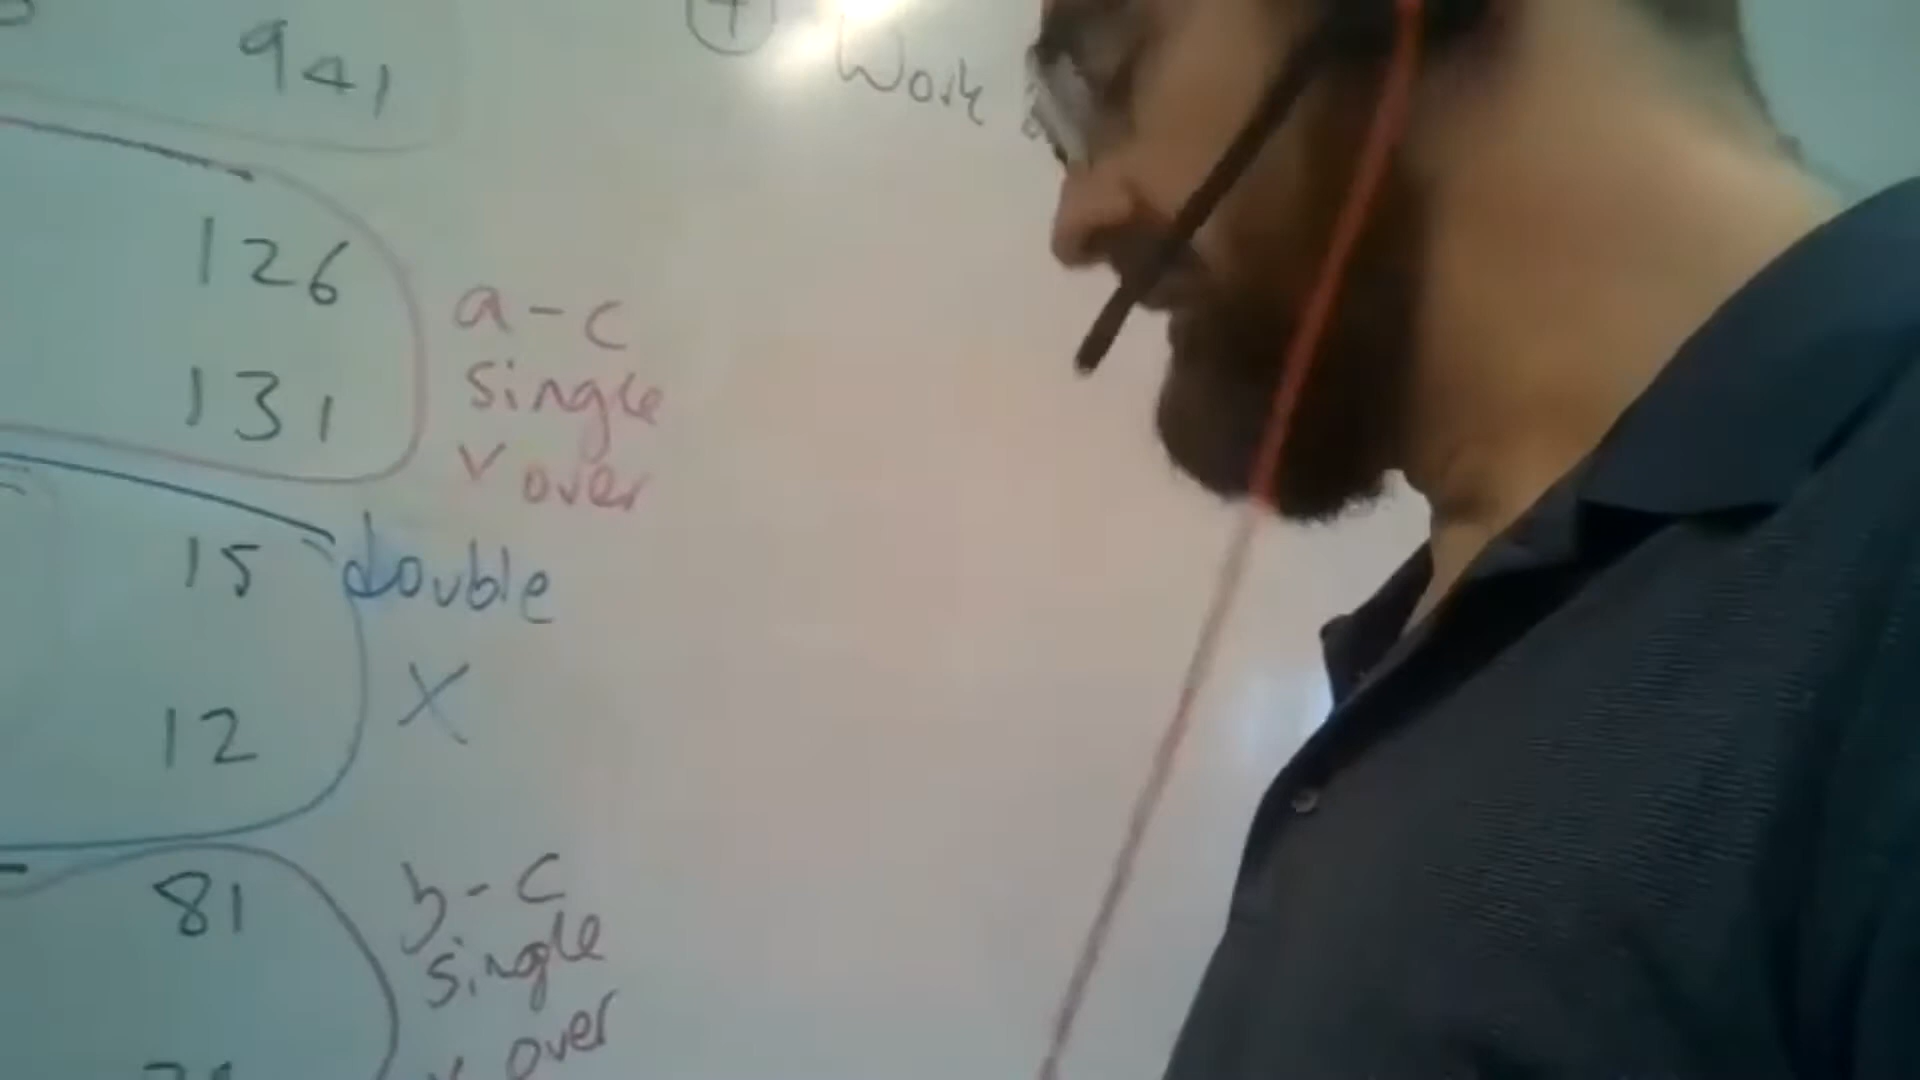 941
Work
126
131
a-c
single
x over
15
12
double
X
81
b-c
single
x over